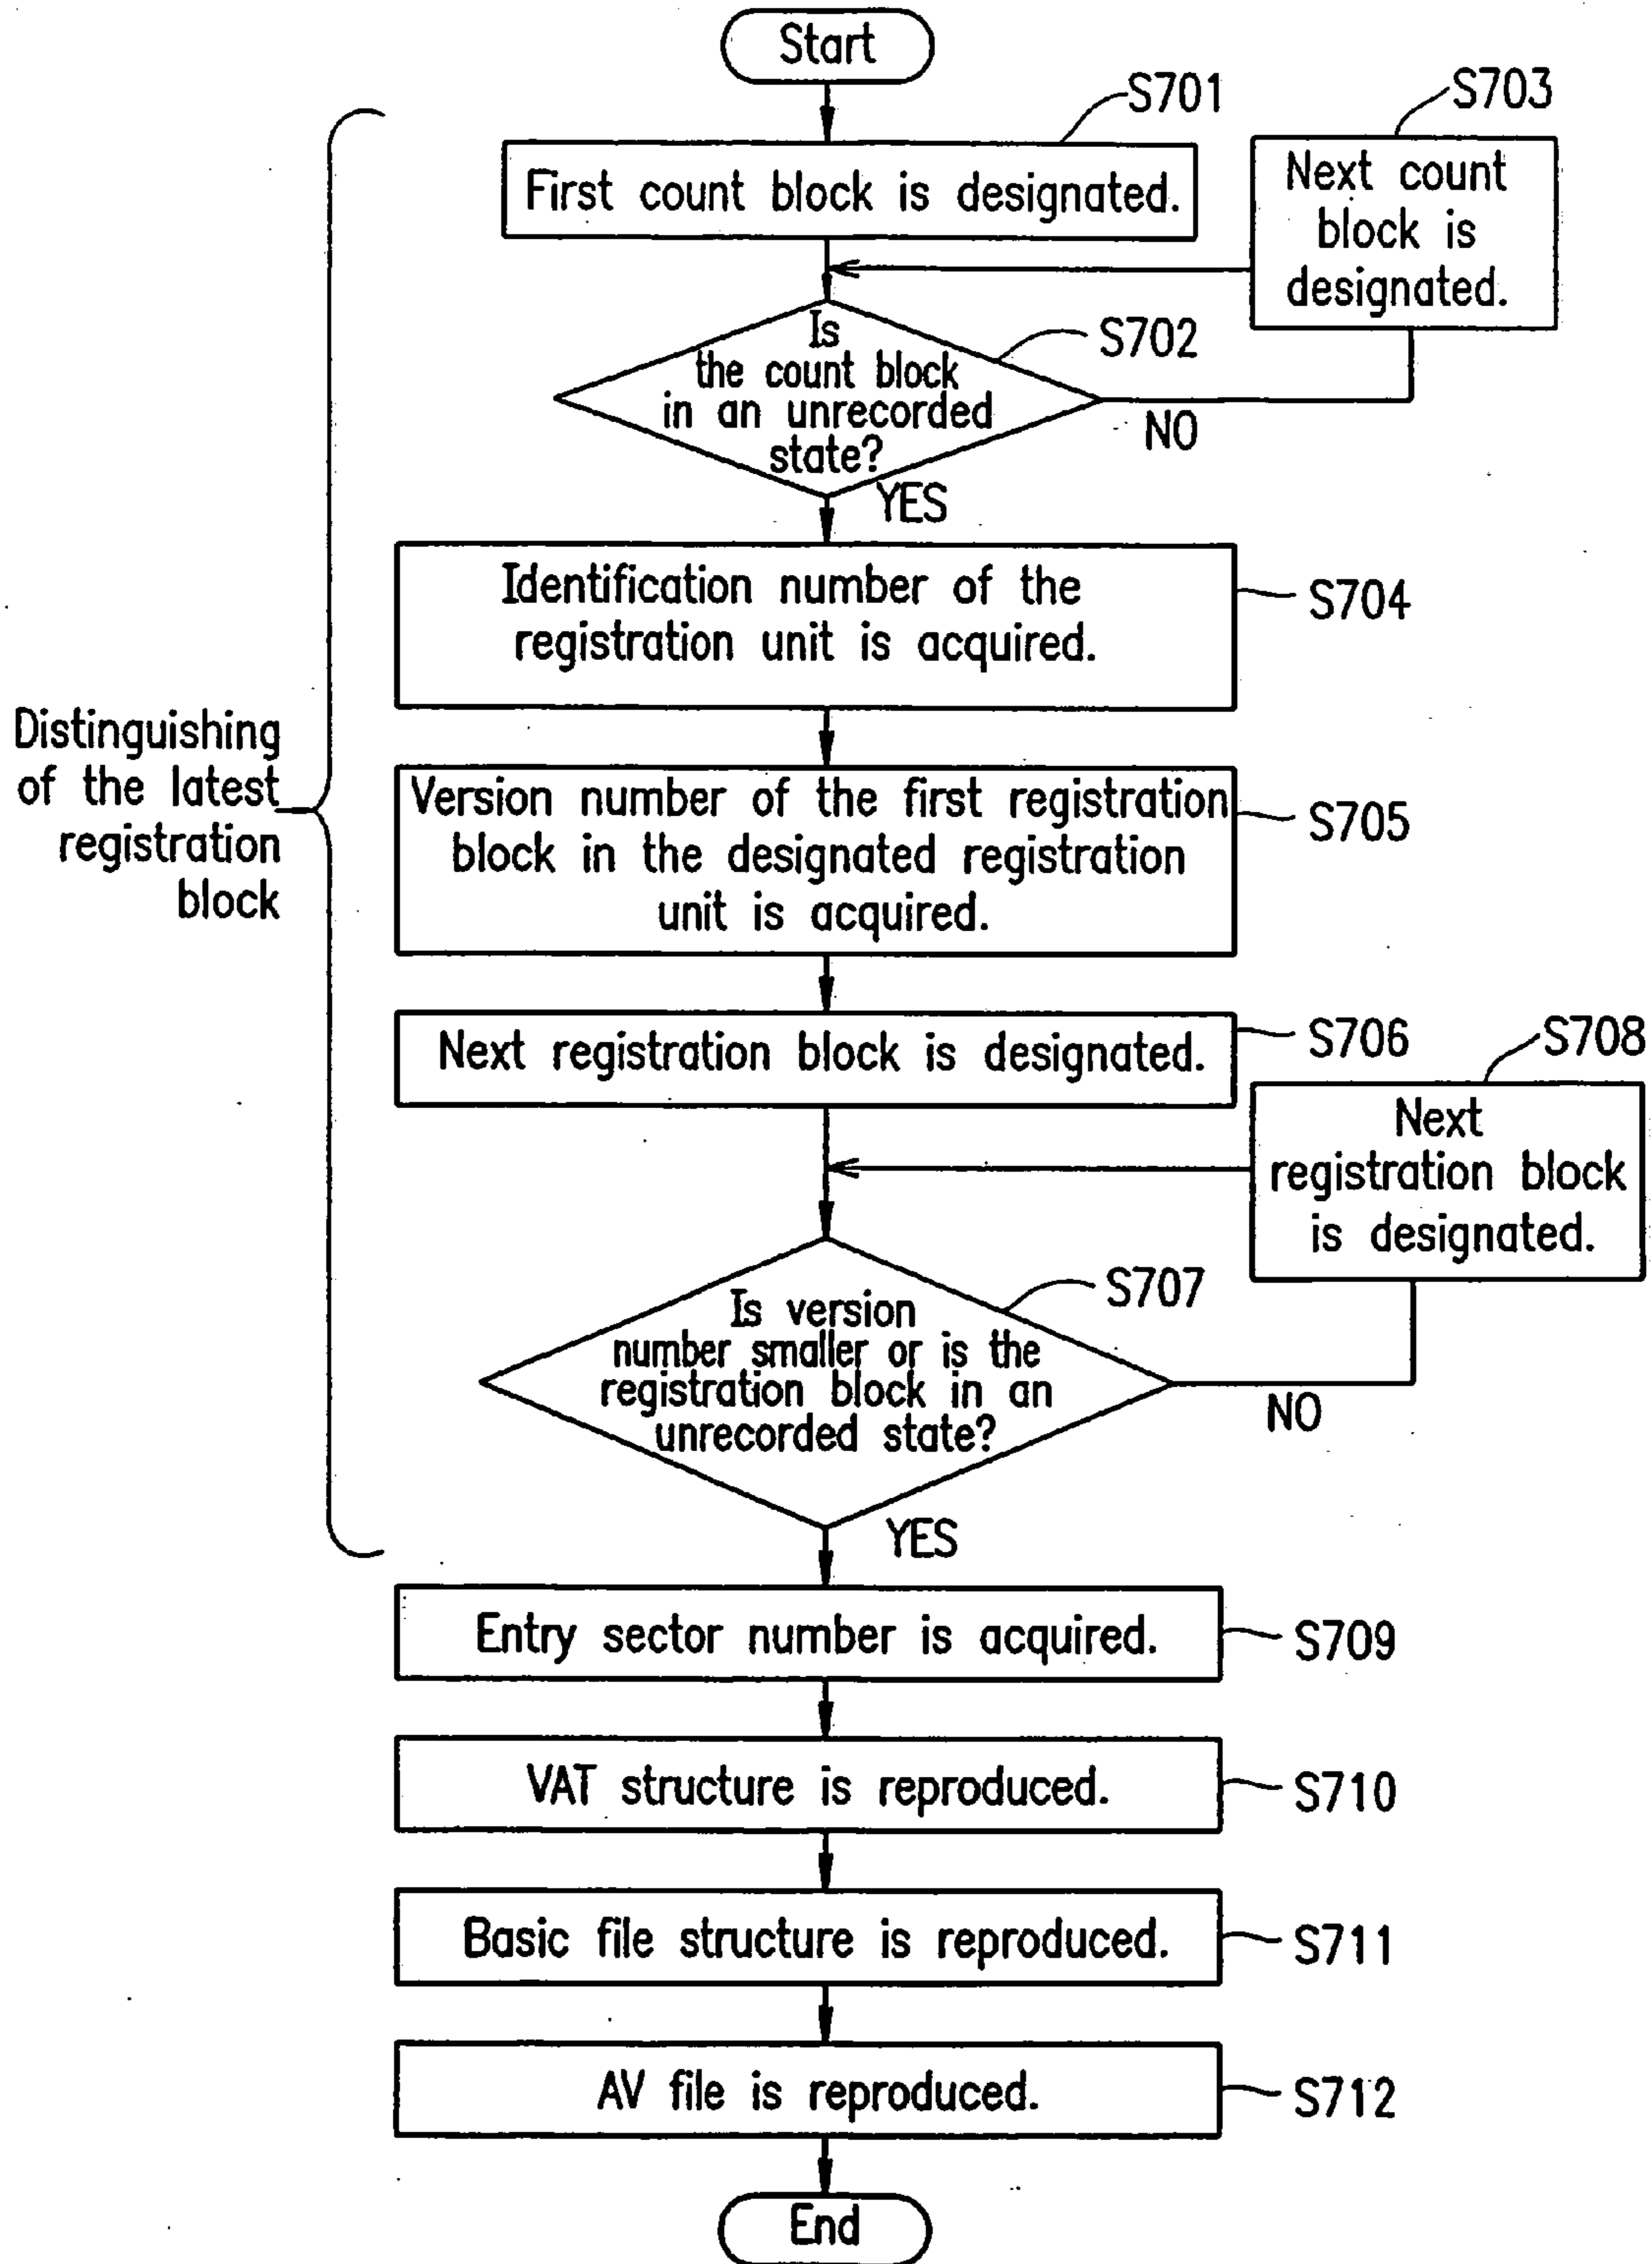 Start
S701
First count block is designated.
S703
Next count
block is
designated.
Is
the count block
in an unrecorded
state?
S702
NO
YES
Identification number of the
registration unit is acquired.
S704
Distinguishing
of the latest
registration
block
Version number of the first registration
block in the designated registration
unit is acquired.
S705
Next registration block is designated.
S706
S708
Next
registration block
is designated.
Is version
number smaller or is the
registration block in an
unrecorded state?
S707
NO
YES
Entry sector number is acquired.
S709
VAT structure is reproduced.
S710
Basic file structure is reproduced.
S711
AV file is reproduced.
S712
End